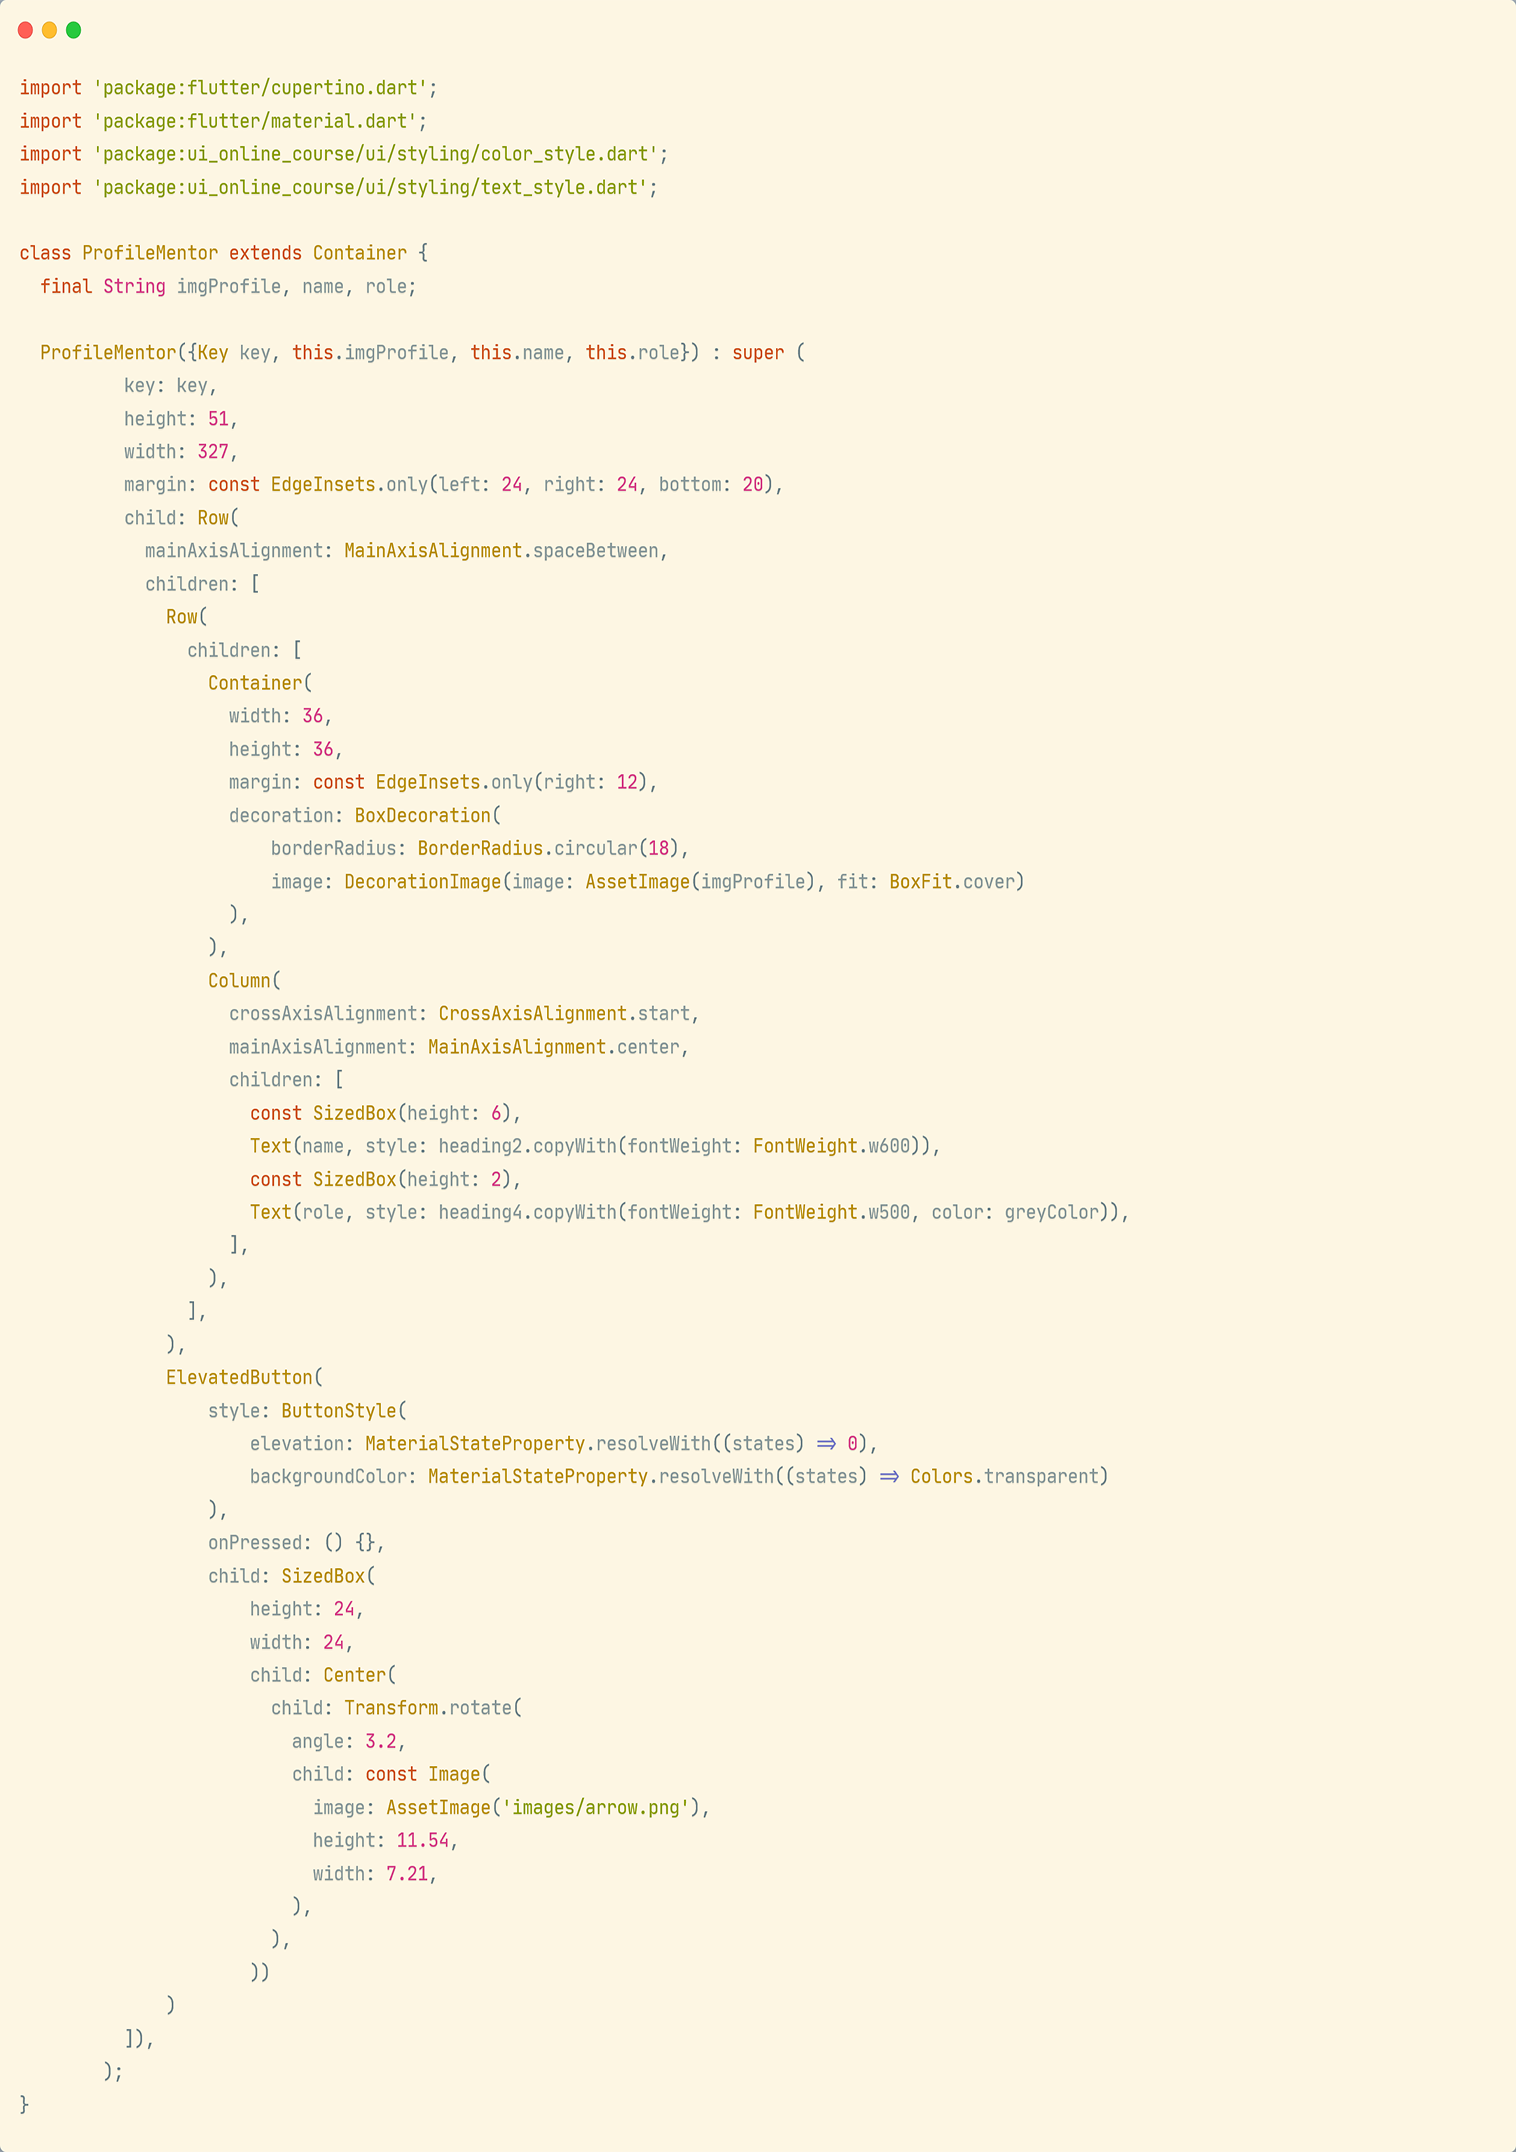 import 'package:flutter/cupertino.dart';
import 'package:flutter/material.dart';
import 'package:ui_online_course/ui/styling/color_style.dart';
import 'package:ui_online_course/ui/styling/text_style.dart';

class ProfileMentor extends Container {
  final String imgProfile, name, role;

  ProfileMentor({Key key, this.imgProfile, this.name, this.role}) : super (
          key: key,
          height: 51,
          width: 327,
          margin: const EdgeInsets.only(left: 24, right: 24, bottom: 20),
          child: Row(
            mainAxisAlignment: MainAxisAlignment.spaceBetween,
            children: [
              Row(
                children: [
                  Container(
                    width: 36,
                    height: 36,
                    margin: const EdgeInsets.only(right: 12),
                    decoration: BoxDecoration(
                        borderRadius: BorderRadius.circular(18),
                        image: DecorationImage(image: AssetImage(imgProfile), fit: BoxFit.cover)
                    ),
                  ),
                  Column(
                    crossAxisAlignment: CrossAxisAlignment.start,
                    mainAxisAlignment: MainAxisAlignment.center,
                    children: [
                      const SizedBox(height: 6),
                      Text(name, style: heading2.copyWith(fontWeight: FontWeight.w600)),
                      const SizedBox(height: 2),
                      Text(role, style: heading4.copyWith(fontWeight: FontWeight.w500, color: greyColor)),
                    ],
                  ),
                ],
              ),
              ElevatedButton(
                  style: ButtonStyle(
                      elevation: MaterialStateProperty.resolveWith((states) => 0),
                      backgroundColor: MaterialStateProperty.resolveWith((states) => Colors.transparent)
                  ),
                  onPressed: () {},
                  child: SizedBox(
                      height: 24,
                      width: 24,
                      child: Center(
                        child: Transform.rotate(
                          angle: 3.2,
                          child: const Image(
                            image: AssetImage('images/arrow.png'),
                            height: 11.54,
                            width: 7.21,
                          ),
                        ),
                      ))
              )
          ]),
        );
}